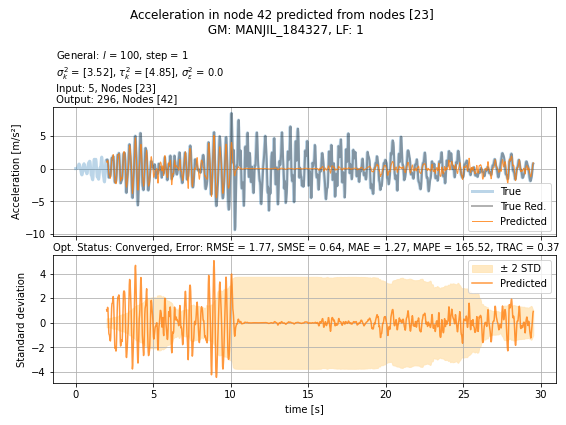 Acceleration in node 42 predicted from nodes [23]
GM: MANJIL_184327, LF: 1
General: l = 100, step = 1
σ²ₖ = [3.52], τ²ₖ = [4.85], σ²ε = 0.0
Input: 5, Nodes [23]
Output: 296, Nodes [42]
Acceleration [m/s²]
5
0
−5
−10
True
True Red.
Predicted
Opt. Status: Converged, Error: RMSE = 1.77, SMSE = 0.64, MAE = 1.27, MAPE = 165.52, TRAC = 0.37
Standard deviation
4
2
0
−2
−4
± 2 STD
Predicted
0 5 10 15 20 25 30
time [s]